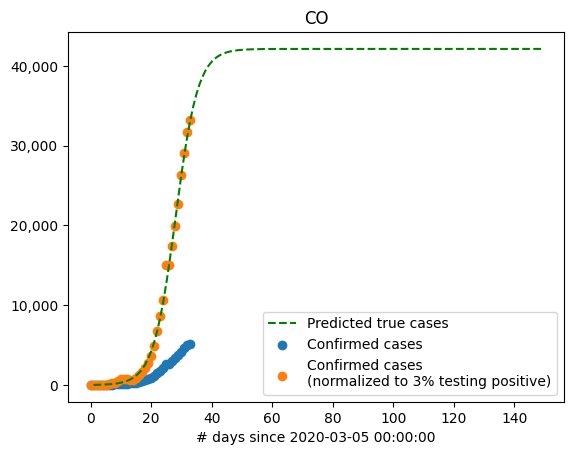 CO
40,000
30,000
20,000
10,000
0
Predicted true cases
Confirmed cases
Confirmed cases
(normalized to 3% testing positive)
0 20 40 60 80 100 120 140
# days since 2020-03-05 00:00:00